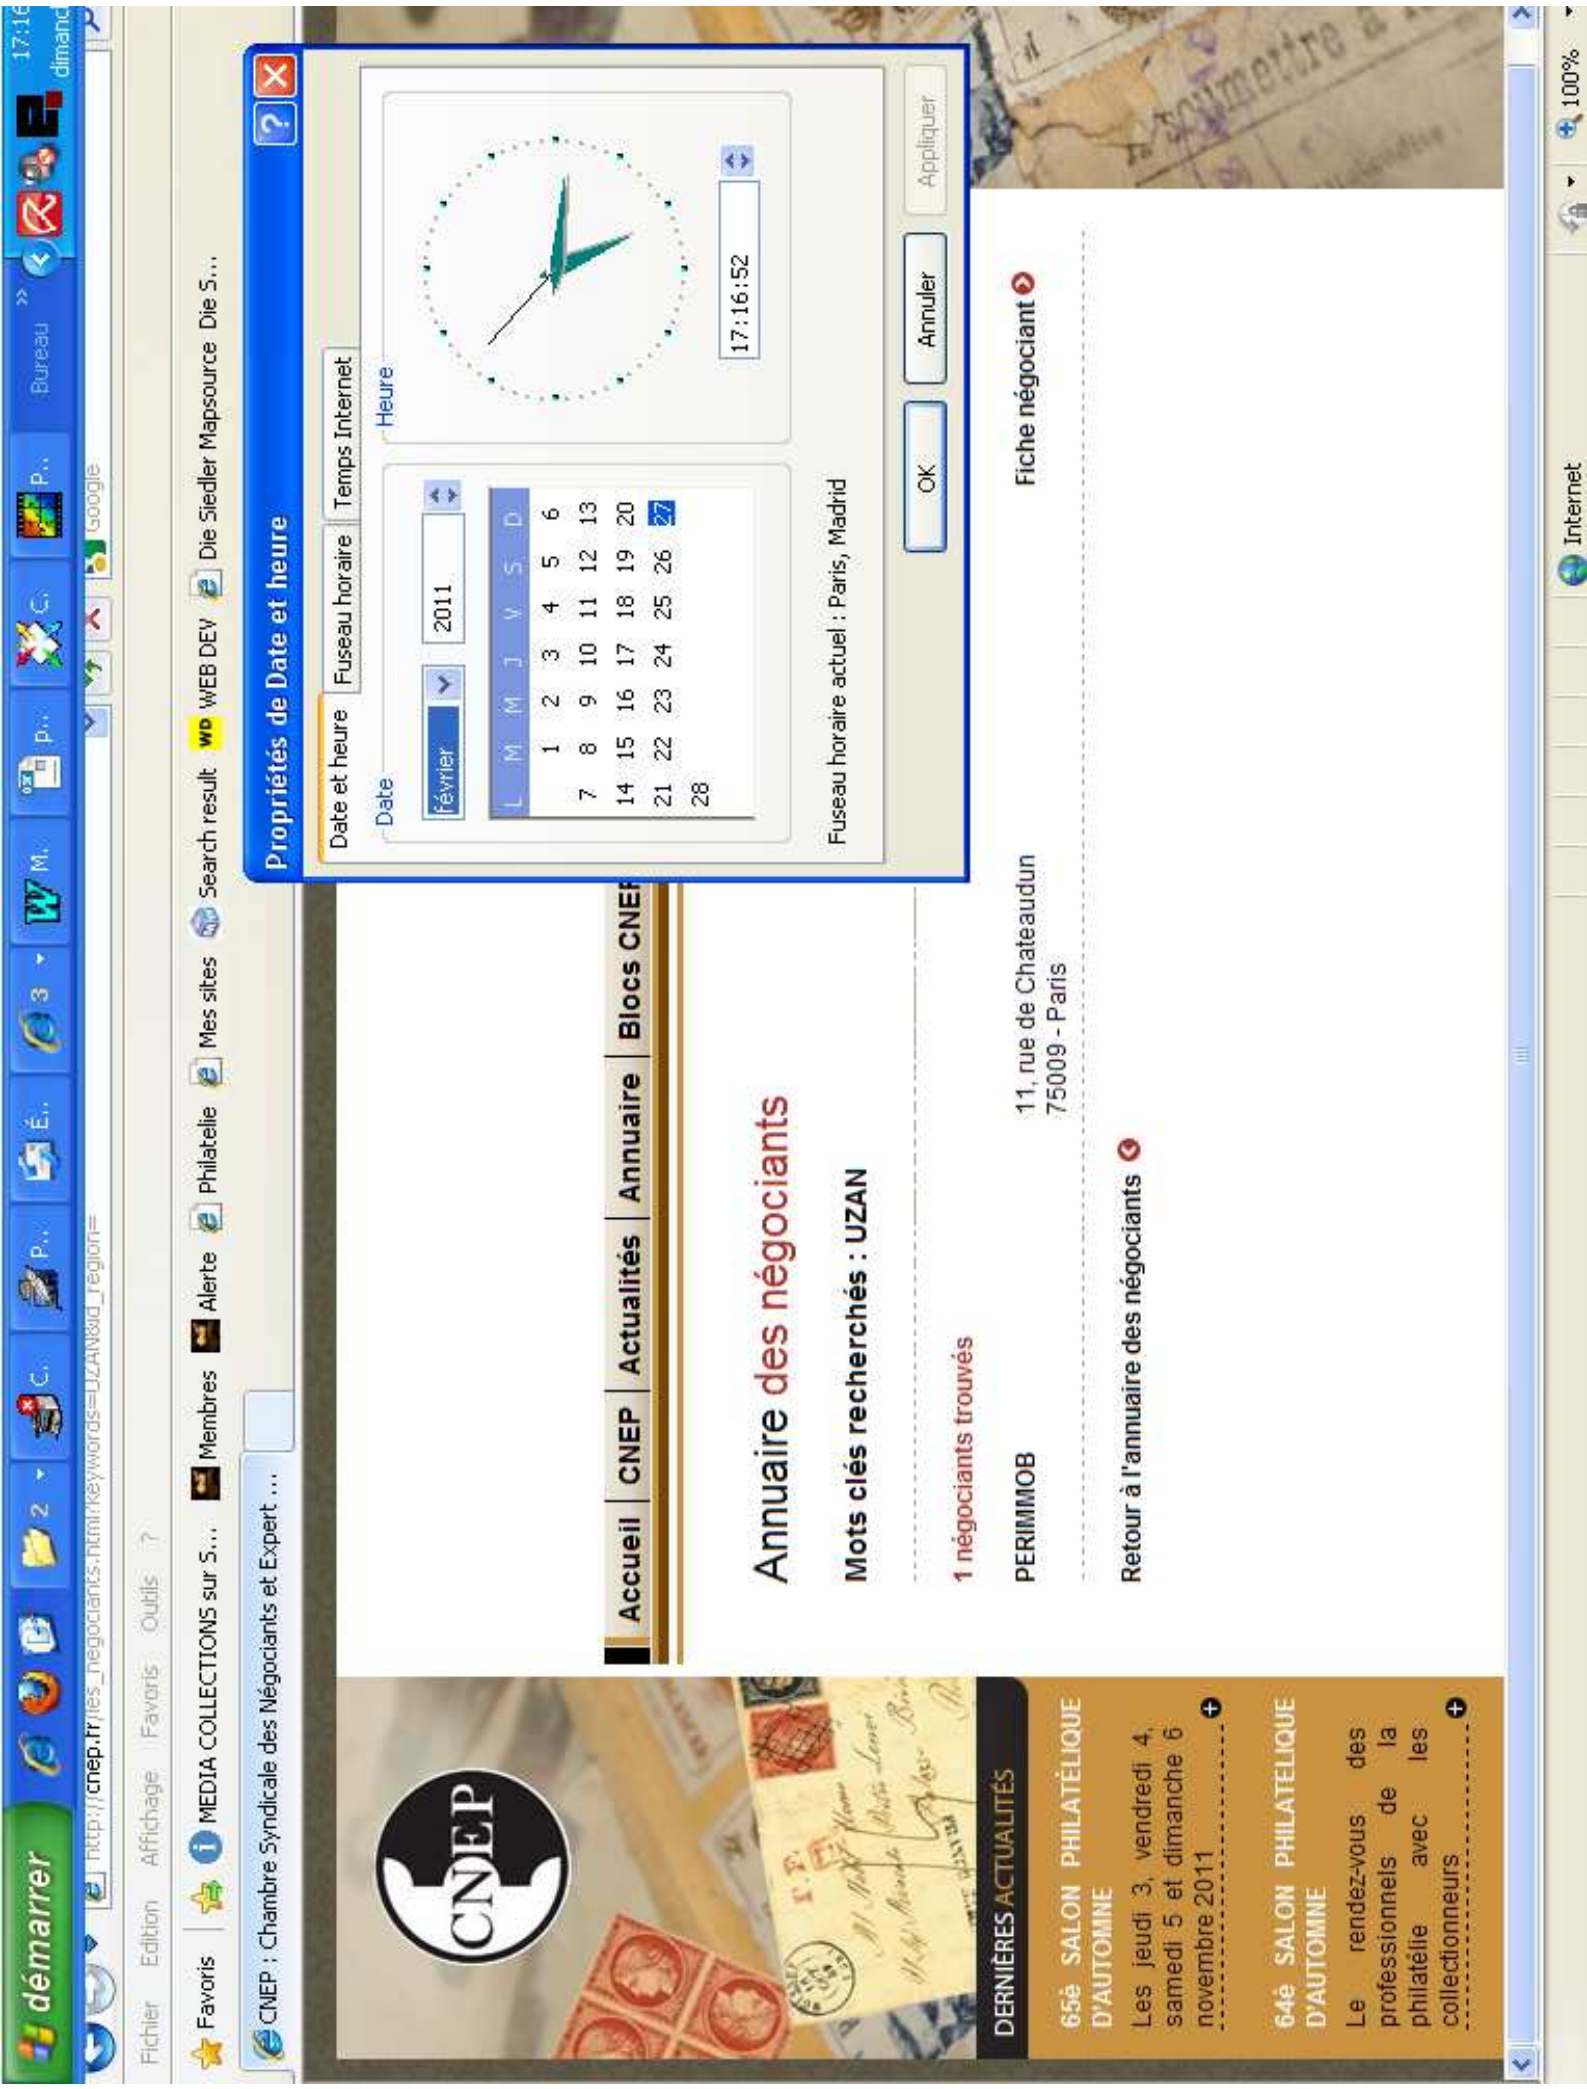 démarrer
2
C.
P..
É..
3
M.
p..
C.
P..
Bureau
»
17:16
dimanc
http://cnep.fr/les_negociants.html?keywords=UZAN&id_region=
Google
Fichier Edition Affichage Favoris Outils ?
Favoris
MEDIA COLLECTIONS sur S...
Membres
Alerte
Philatelie
Mes sites
Search result
WD WEB DEV
Die Siedler Mapsource Die S...
CNEP : Chambre Syndicale des Négociants et Expert ...
Propriétés de Date et heure
Date et heure
Fuseau horaire
Temps Internet
Date
Heure
février
2011
L M M J V S D
1 2 3 4 5 6
7 8 9 10 11 12 13
14 15 16 17 18 19 20
21 22 23 24 25 26 27
28
17:16:52
Fuseau horaire actuel : Paris, Madrid
OK
Annuler
Appliquer
CNEP
Accueil | CNEP | Actualités | Annuaire | Blocs CNEP
Annuaire des négociants
Mots clés recherchés : UZAN
1 négociants trouvés
PERIMMOB
11, rue de Chateaudun
75009 - Paris
Fiche négociant
Retour à l'annuaire des négociants
P.P.
DERNIÈRES ACTUALITÉS
65è SALON PHILATÉLIQUE
D'AUTOMNE
Les jeudi 3, vendredi 4,
samedi 5 et dimanche 6
novembre 2011
64è SALON PHILATELIQUE
D'AUTOMNE
Le rendez-vous des
professionnels de la
philatélie avec les
collectionneurs
Internet
100%